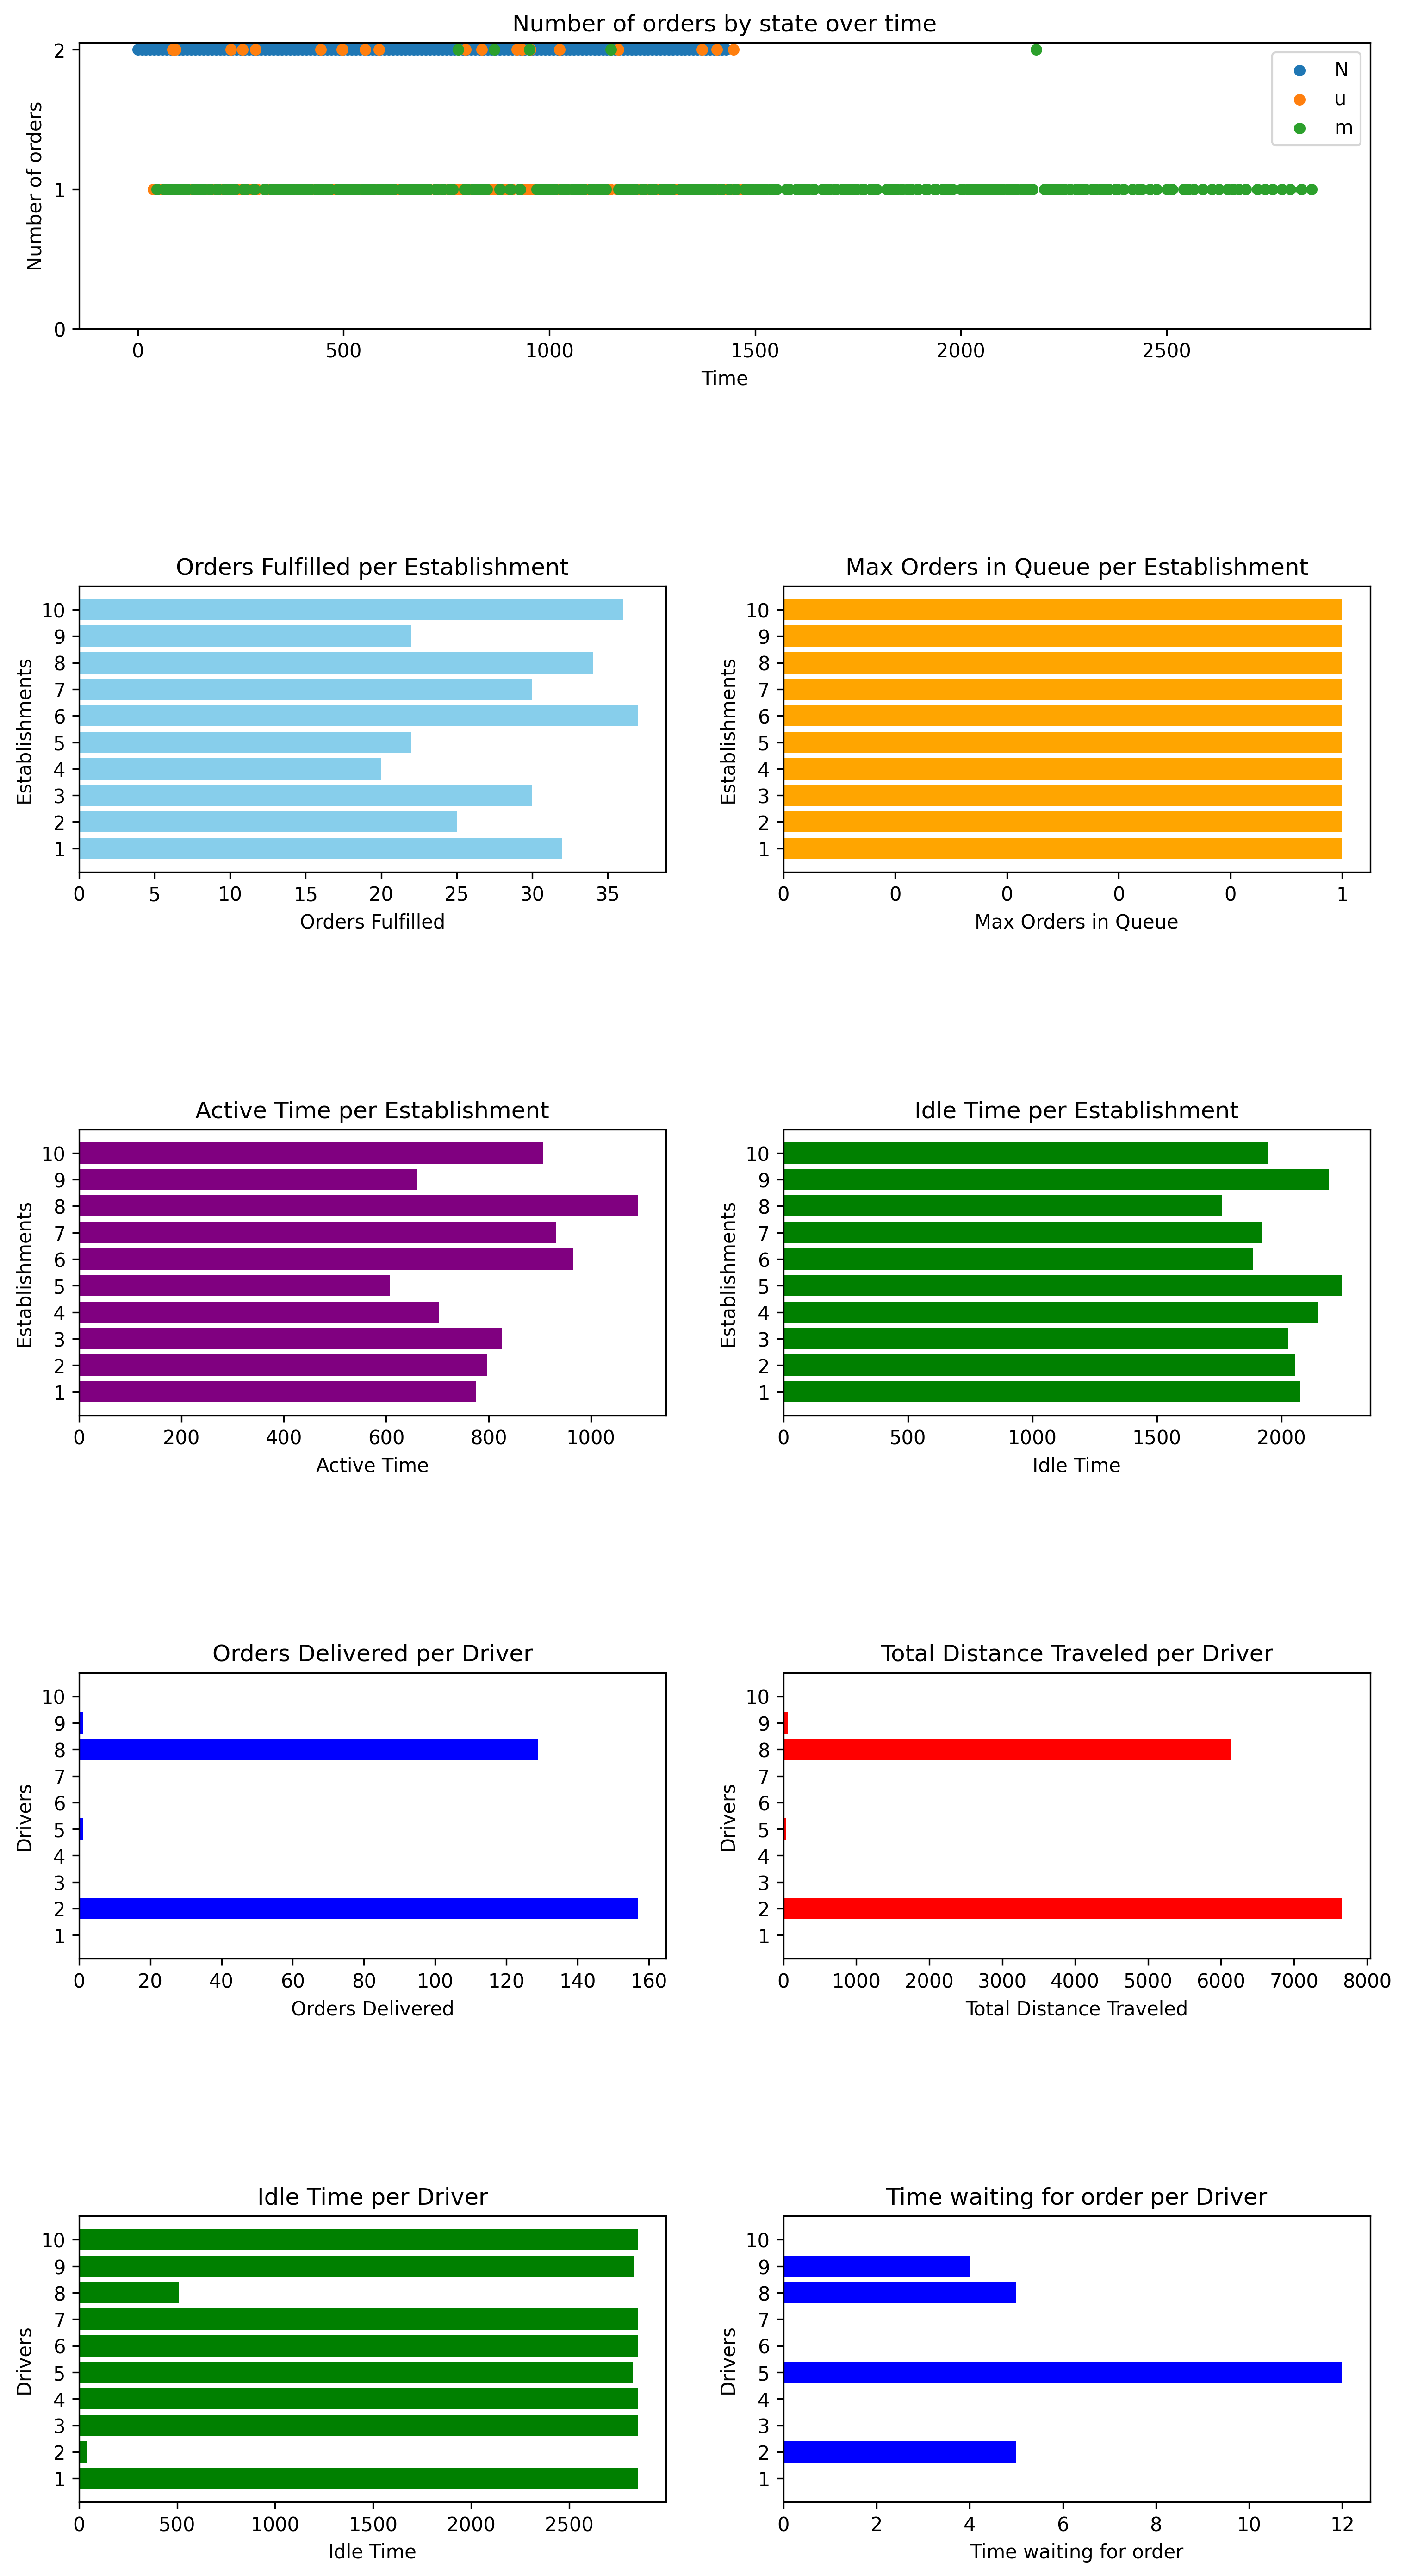 Number of orders by state over time
Number of orders
2
1
0
N
u
m
0 500 1000 1500 2000 2500
Time
Orders Fulfilled per Establishment
Establishments
10
9
8
7
6
5
4
3
2
1
0 5 10 15 20 25 30 35
Orders Fulfilled
Max Orders in Queue per Establishment
Establishments
10
9
8
7
6
5
4
3
2
1
0 0 0 0 0 1
Max Orders in Queue
Active Time per Establishment
Establishments
10
9
8
7
6
5
4
3
2
1
0 200 400 600 800 1000
Active Time
Idle Time per Establishment
Establishments
10
9
8
7
6
5
4
3
2
1
0 500 1000 1500 2000
Idle Time
Orders Delivered per Driver
Drivers
10
9
8
7
6
5
4
3
2
1
0 20 40 60 80 100 120 140 160
Orders Delivered
Total Distance Traveled per Driver
Drivers
10
9
8
7
6
5
4
3
2
1
0 1000 2000 3000 4000 5000 6000 7000 8000
Total Distance Traveled
Idle Time per Driver
Drivers
10
9
8
7
6
5
4
3
2
1
0 500 1000 1500 2000 2500
Idle Time
Time waiting for order per Driver
Drivers
10
9
8
7
6
5
4
3
2
1
0 2 4 6 8 10 12
Time waiting for order